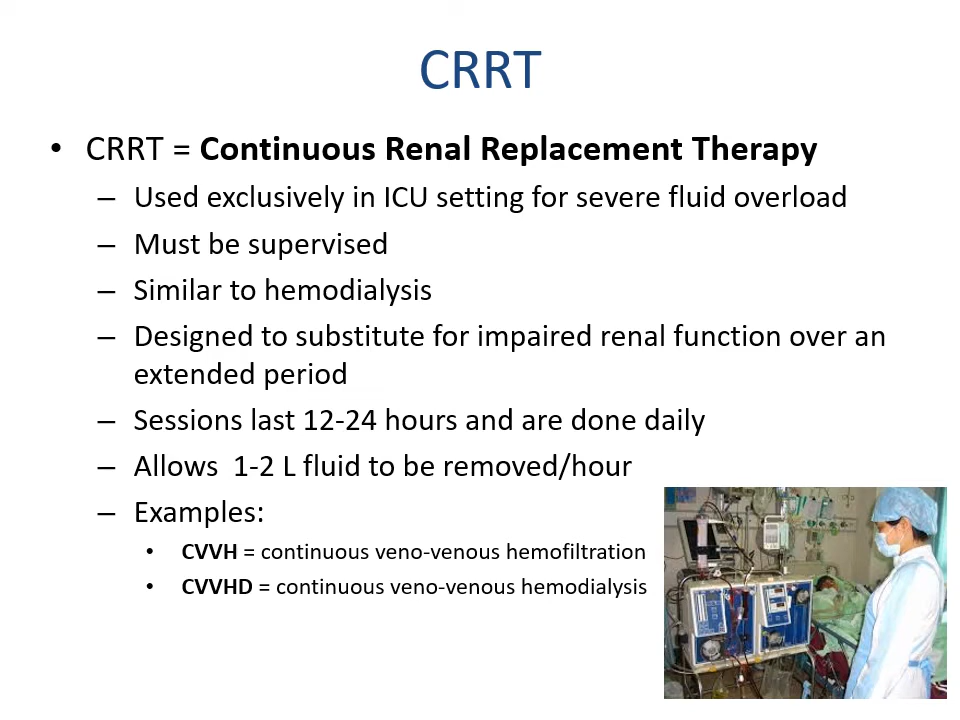 CRRT
• CRRT = Continuous Renal Replacement Therapy
– Used exclusively in ICU setting for severe fluid overload
– Must be supervised
– Similar to hemodialysis
– Designed to substitute for impaired renal function over an
extended period
– Sessions last 12-24 hours and are done daily
– Allows  1-2 L fluid to be removed/hour
– Examples:
• CVVH = continuous veno-venous hemofiltration
• CVVHD = continuous veno-venous hemodialysis